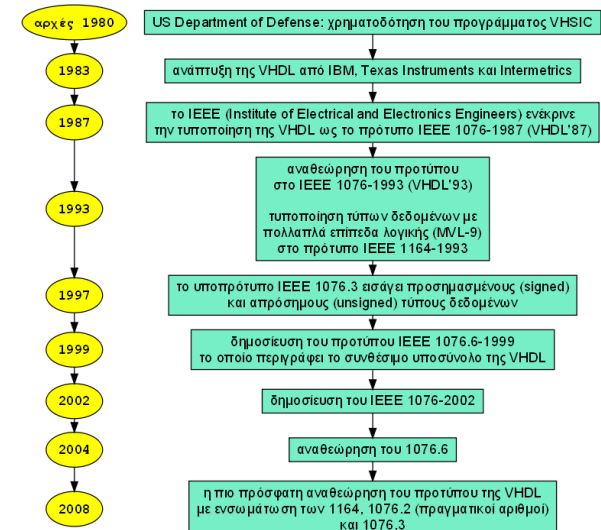 αρχές 1980
US Department of Defense: χρηματοδότηση του προγράμματος VHSIC
1983
ανάπτυξη της VHDL από IBM, Texas Instruments και Intermetrics
1987
το IEEE (Institute of Electrical and Electronics Engineers) ενέκρινε
την τυποποίηση της VHDL ως το πρότυπο IEEE 1076-1987 (VHDL'87)
1993
αναθεώρηση του προτύπου
στο IEEE 1076-1993 (VHDL'93)
τυποποίηση τύπων δεδομένων με
πολλαπλά επίπεδα λογικής (MVL-9)
στο πρότυπο IEEE 1164-1993
1997
το υποπρότυπο IEEE 1076.3 εισάγει προσημασμένους (signed)
και απρόσημους (unsigned) τύπους δεδομένων
1999
δημοσίευση του προτύπου IEEE 1076.6-1999
το οποίο περιγράφει το συνθέσιμο υποσύνολο της VHDL
2002
δημοσίευση του IEEE 1076-2002
2004
αναθεώρηση του 1076.6
2008
η πιο πρόσφατη αναθεώρηση του προτύπου της VHDL
με ενσωμάτωση των 1164, 1076.2 (πραγματικοί αριθμοί)
και 1076.3